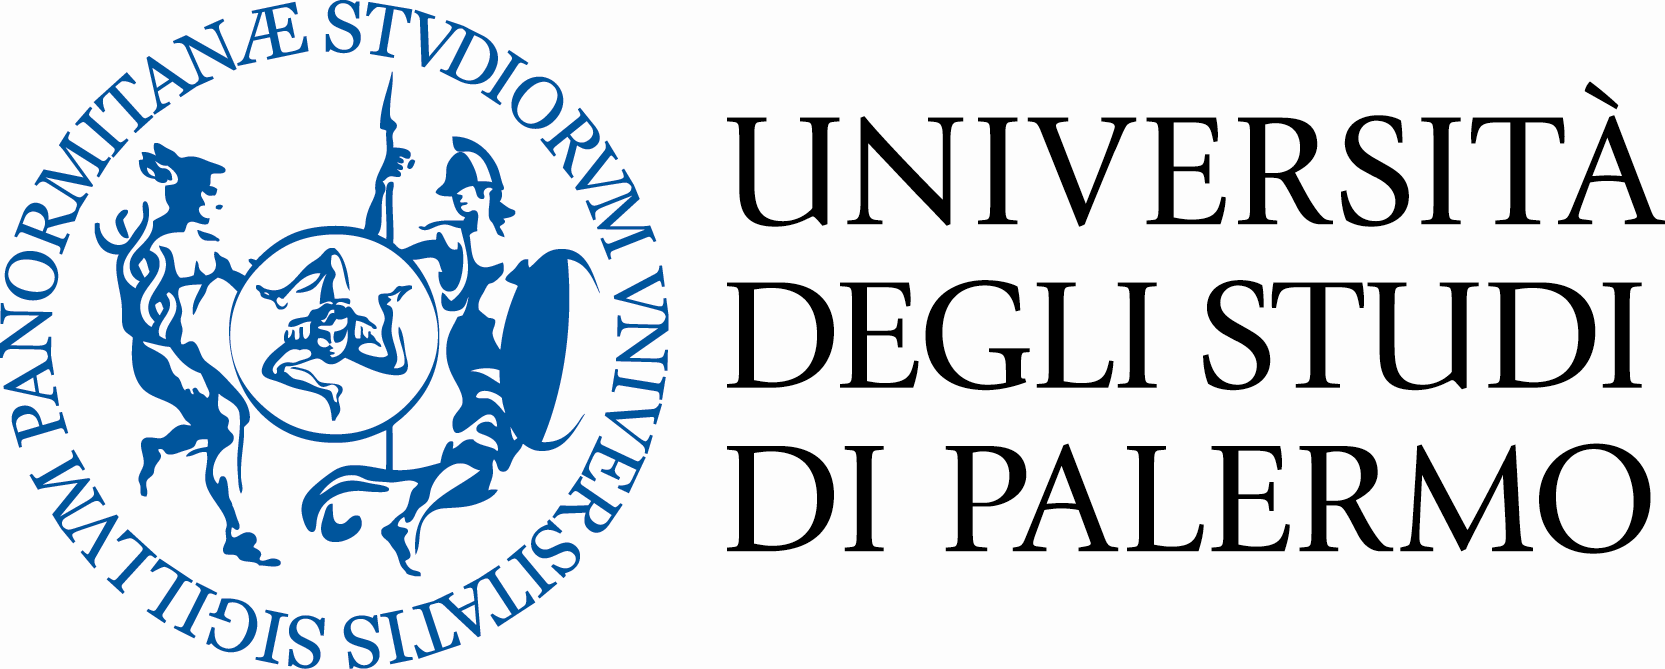 PANORMITANÆ STVDIORVM VNIVERSITATIS SIGILLVM
UNIVERSITÀ
DEGLI STUDI
DI PALERMO